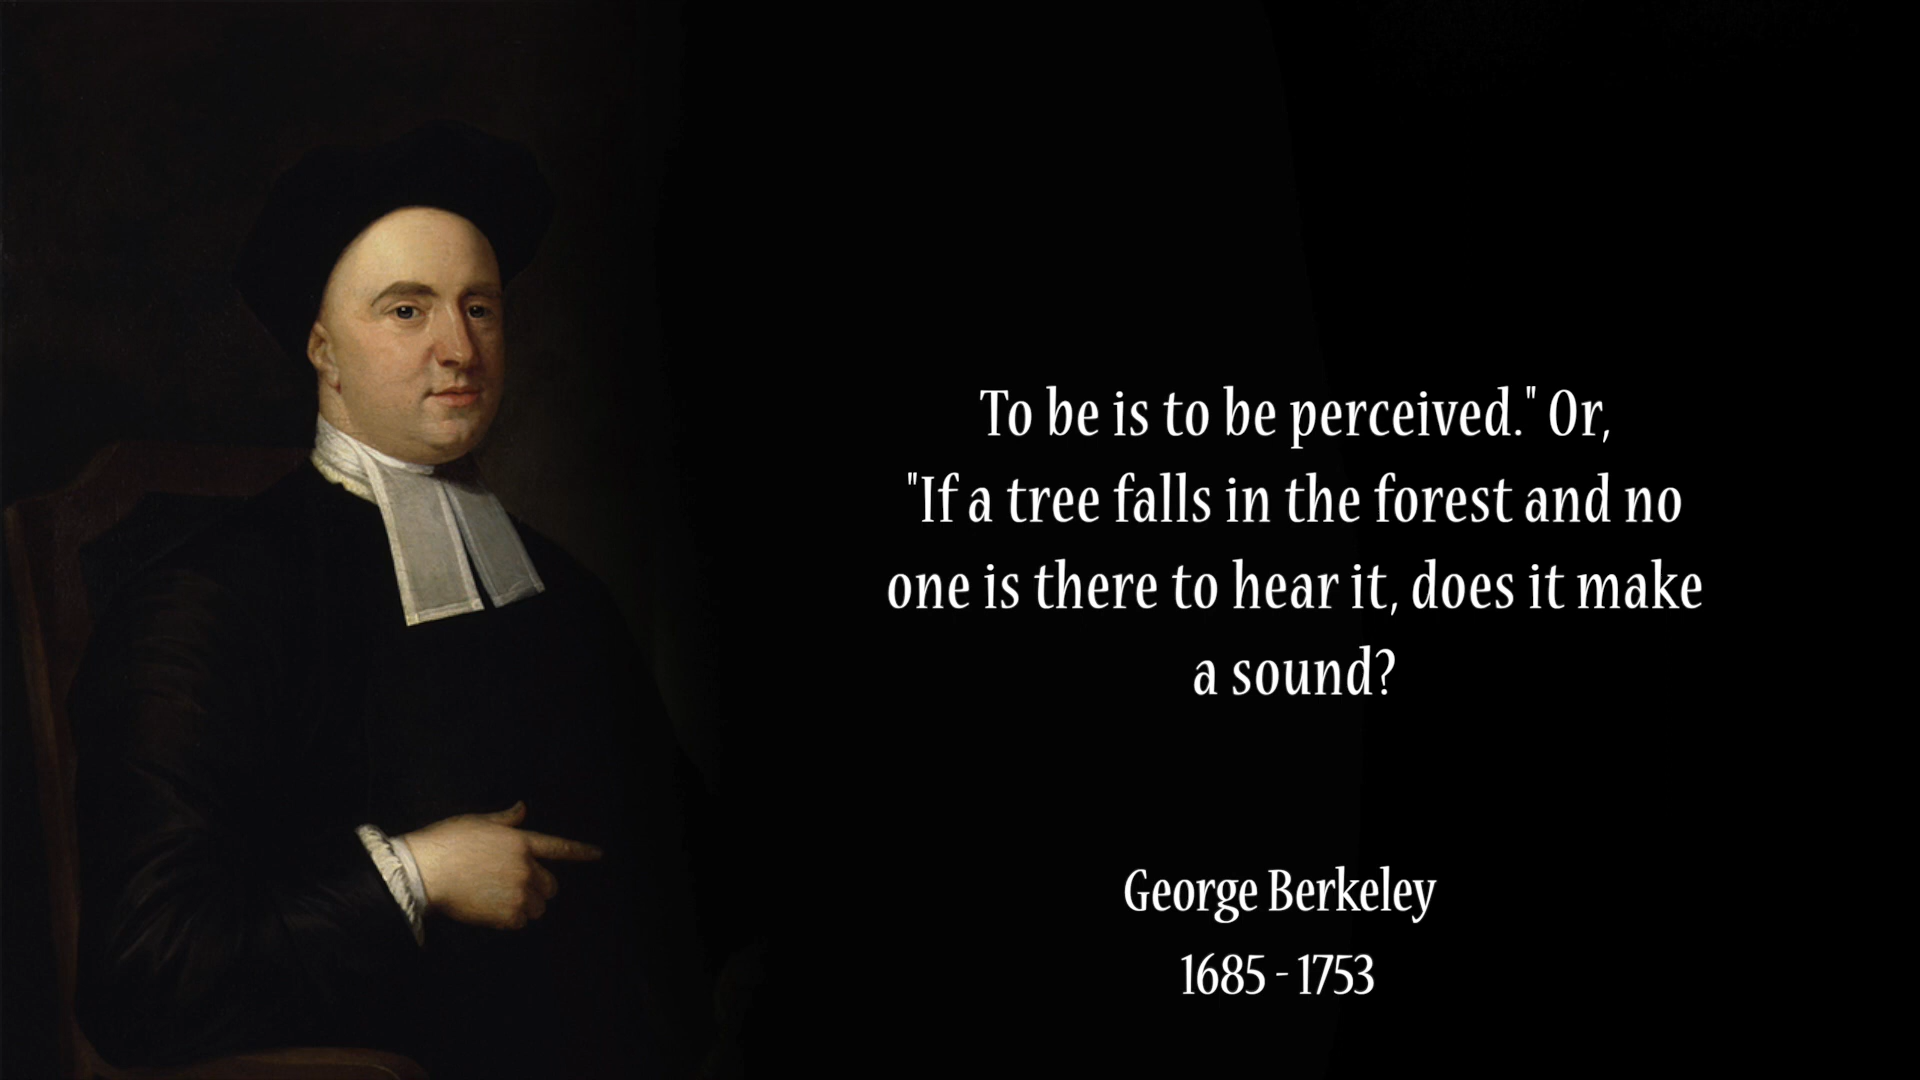 To be is to be perceived." Or,
"If a tree falls in the forest and no
one is there to hear it, does it make
a sound?
George Berkeley
1685 - 1753